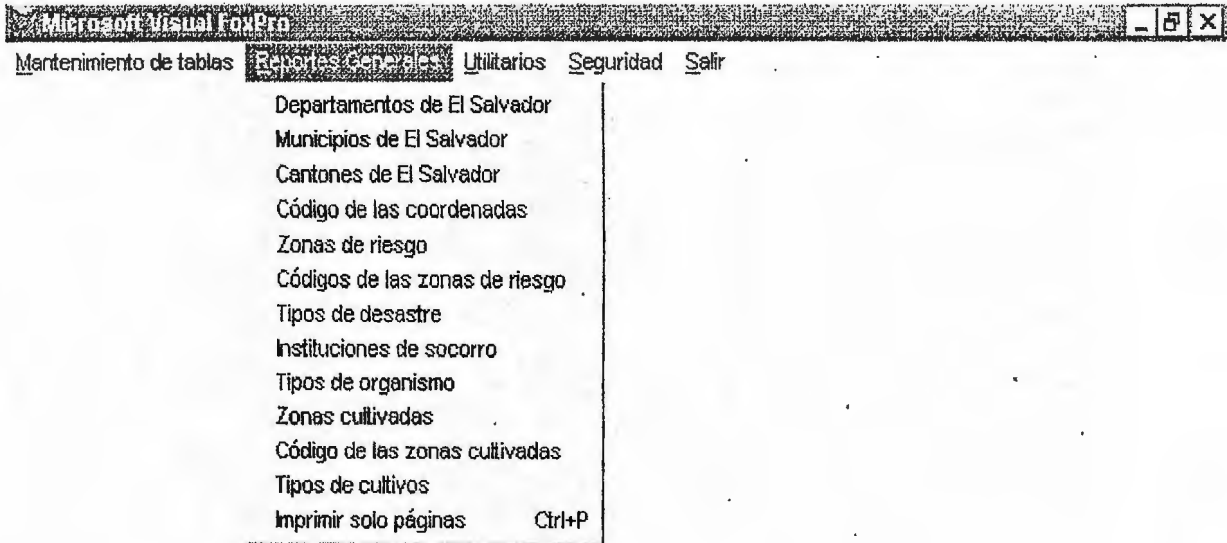 Microsoft Visual FoxPro
Mantenimiento de tablas Reportes Generales Utilitarios Seguridad Salir
Departamentos de El Salvador
Municipios de El Salvador
Cantones de El Salvador
Código de las coordenadas
Zonas de riesgo
Códigos de las zonas de riesgo
Tipos de desastre
Instituciones de socorro
Tipos de organismo
Zonas cultivadas
Código de las zonas cultivadas
Tipos de cultivos
Imprimir solo páginas Ctrl+P